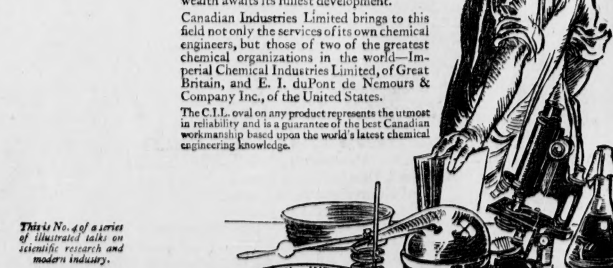 wealth awaits its fullest development.
Canadian Industries Limited brings to this
field not only the services of its own chemical
engineers, but those of two of the greatest
chemical organizations in the world—Im-
perial Chemical Industries Limited, of Great
Britain, and E. I. duPont de Nemours &
Company Inc., of the United States.
The C.I.L. oval on any product represents the utmost
in reliability and is a guarantee of the best Canadian
workmanship based upon the world's latest chemical
engineering knowledge.
This is No. 4 of a series
of illustrated talks on
scientific research and
modern industry.